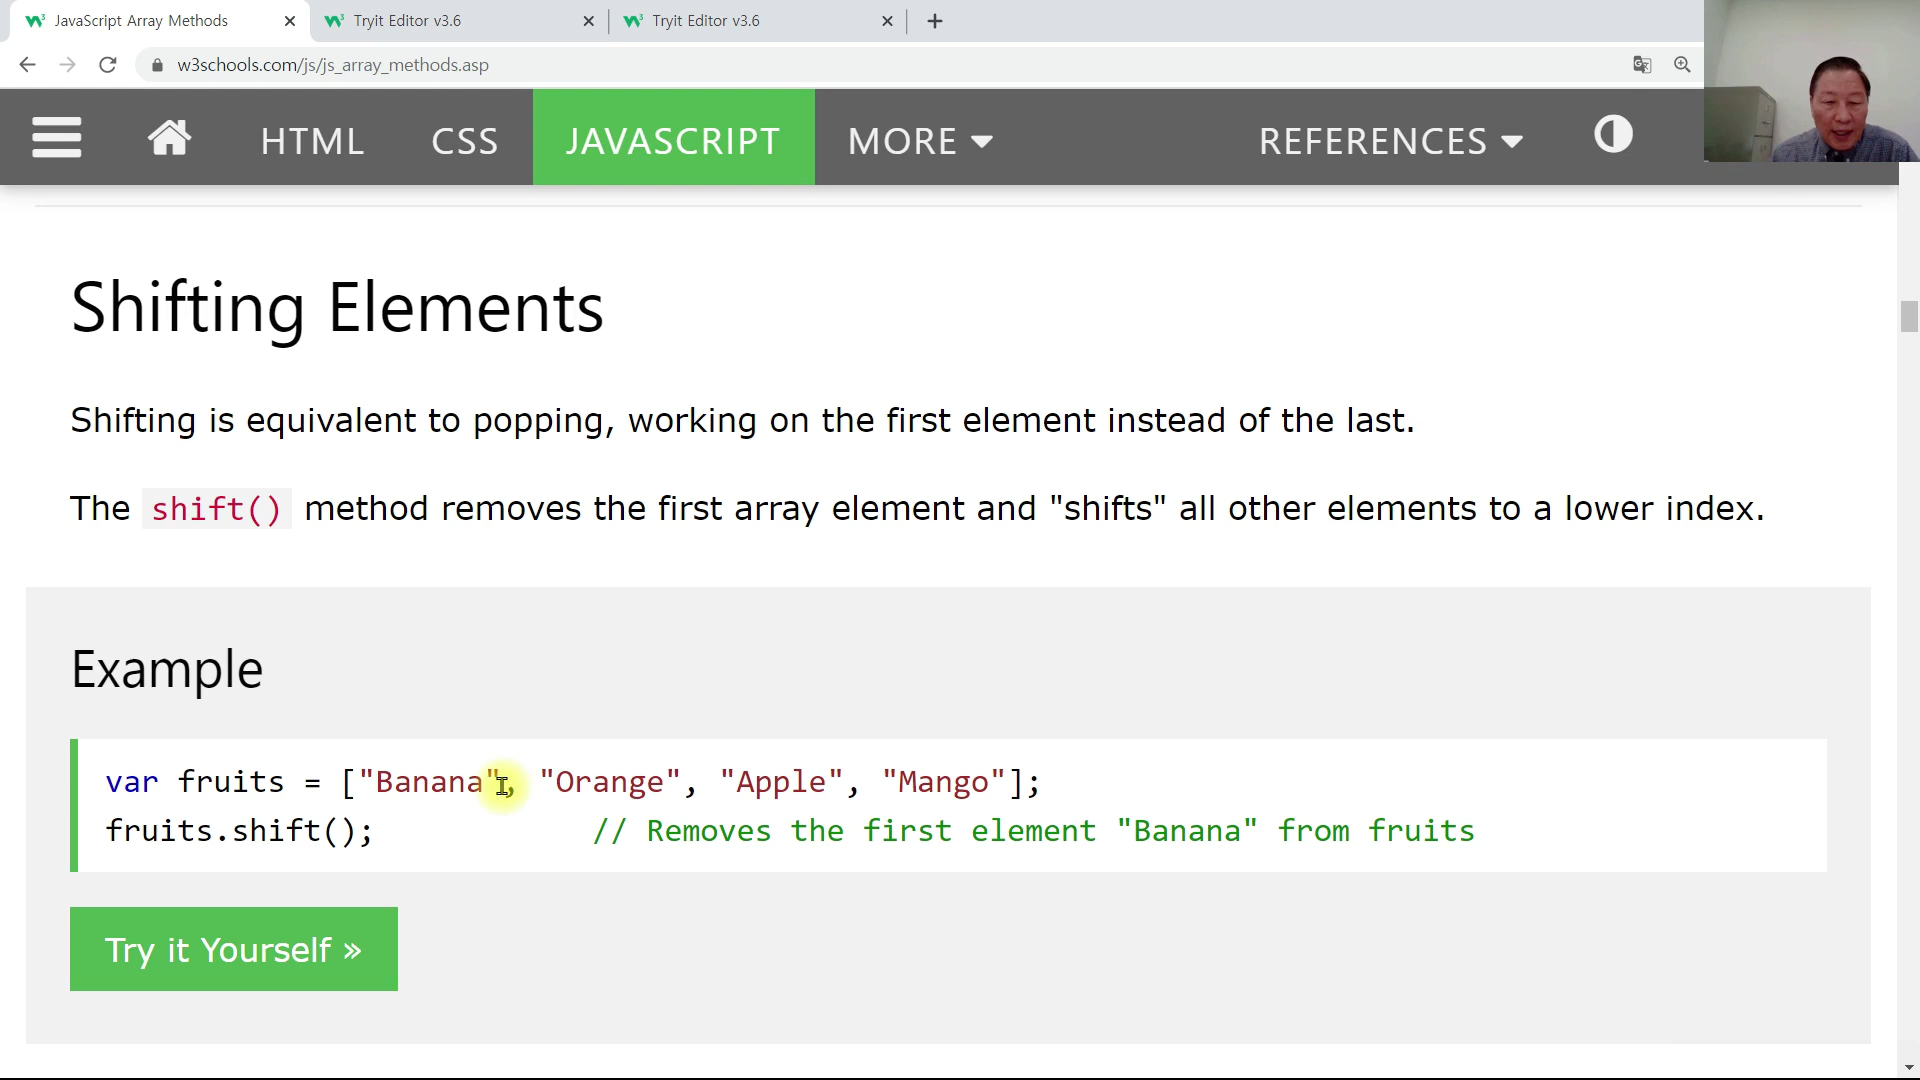 JavaScript Array Methods
Tryit Editor v3.6
Tryit Editor v3.6
w3schools.com/js/js_array_methods.asp
HTML CSS JAVASCRIPT MORE REFERENCES
Shifting Elements
Shifting is equivalent to popping, working on the first element instead of the last.
The shift() method removes the first array element and "shifts" all other elements to a lower index.
Example
var fruits = ["Banana", "Orange", "Apple", "Mango"];
fruits.shift(); // Removes the first element "Banana" from fruits
Try it Yourself »